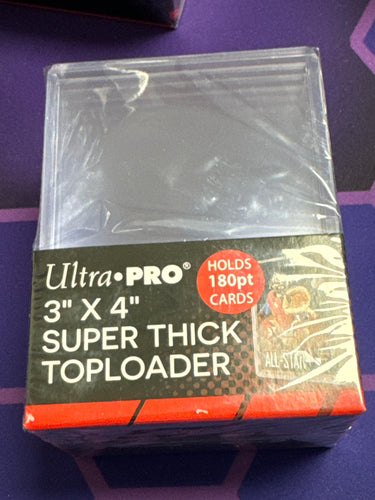 Ultra•PRO®
HOLDS
180pt
CARDS
3" X 4"
SUPER THICK
TOPLOADER
ALL-STAR